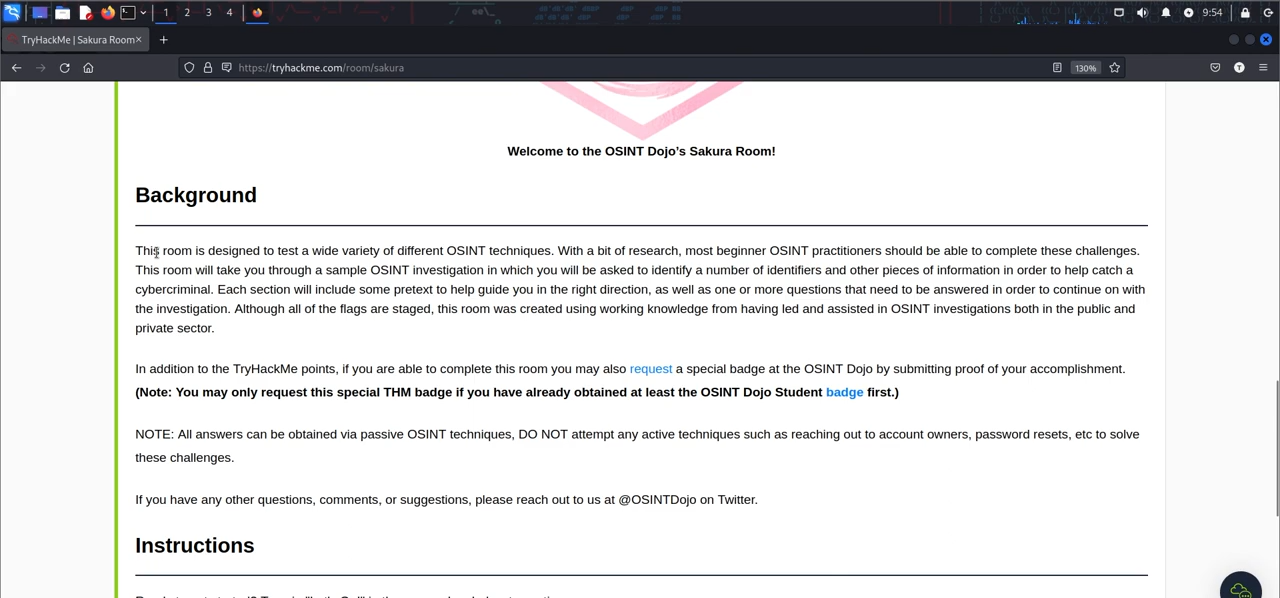 1 2 3 4 9:54
TryHackMe | Sakura Room
https://tryhackme.com/room/sakura 130% T
Welcome to the OSINT Dojo's Sakura Room!
Background
This room is designed to test a wide variety of different OSINT techniques. With a bit of research, most beginner OSINT practitioners should be able to complete these challenges.
This room will take you through a sample OSINT investigation in which you will be asked to identify a number of identifiers and other pieces of information in order to help catch a
cybercriminal. Each section will include some pretext to help guide you in the right direction, as well as one or more questions that need to be answered in order to continue on with
the investigation. Although all of the flags are staged, this room was created using working knowledge from having led and assisted in OSINT investigations both in the public and
private sector.
In addition to the TryHackMe points, if you are able to complete this room you may also request a special badge at the OSINT Dojo by submitting proof of your accomplishment.
(Note: You may only request this special THM badge if you have already obtained at least the OSINT Dojo Student badge first.)
NOTE: All answers can be obtained via passive OSINT techniques, DO NOT attempt any active techniques such as reaching out to account owners, password resets, etc to solve
these challenges.
If you have any other questions, comments, or suggestions, please reach out to us at @OSINTDojo on Twitter.
Instructions